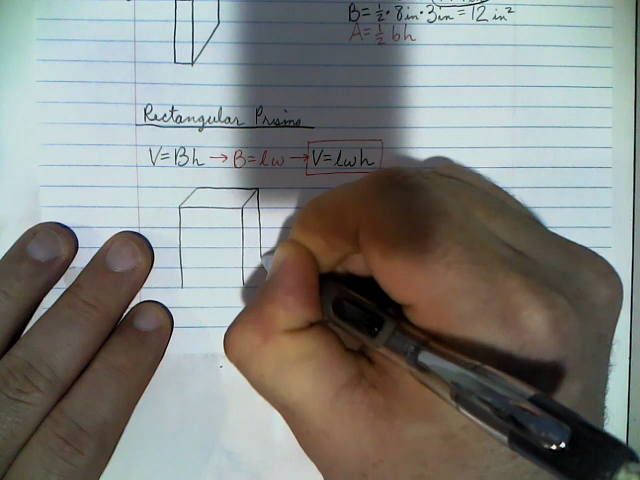 B = ½ · 8in · 3in = 12 in²
A = ½ bh
Rectangular Prisms
V = Bh → B = lw → V = lwh